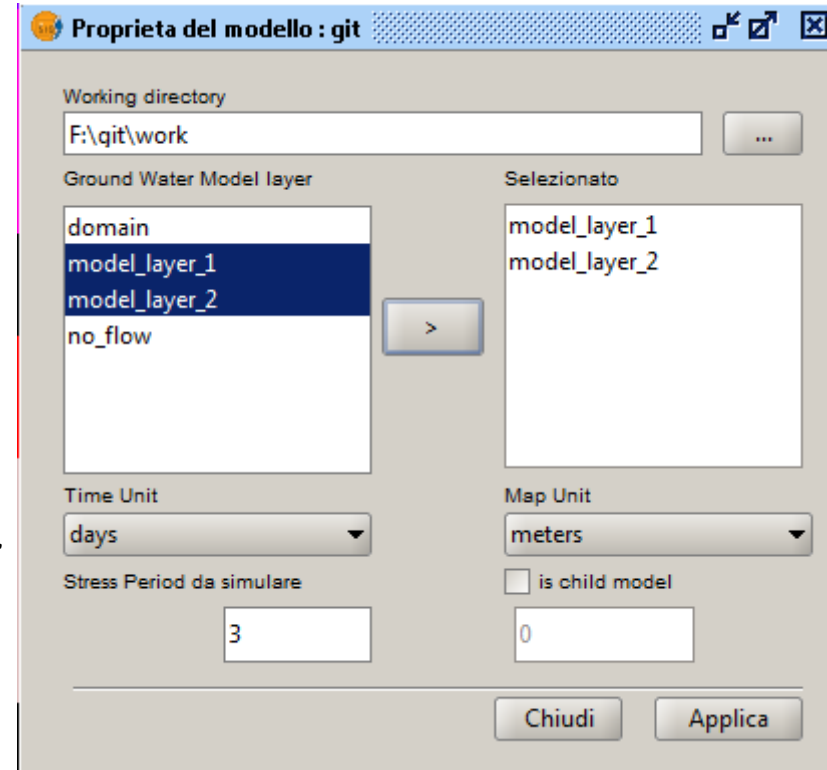 Proprieta del modello : git
Working directory
F:\git\work
...
Ground Water Model layer
Selezionato
domain
model_layer_1
model_layer_2
no_flow
>
model_layer_1
model_layer_2
Time Unit
Map Unit
days
meters
Stress Period da simulare
is child model
3
0
Chiudi
Applica